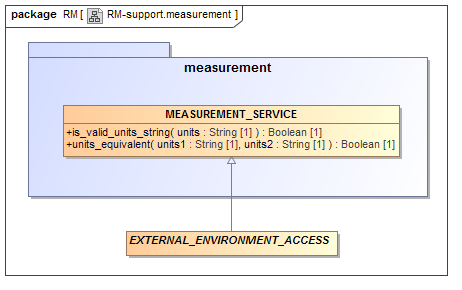 package RM [ RM-support.measurement ]
measurement
MEASUREMENT_SERVICE
+is_valid_units_string( units : String [1] ) : Boolean [1]
+units_equivalent( units1 : String [1], units2 : String [1] ) : Boolean [1]
EXTERNAL_ENVIRONMENT_ACCESS